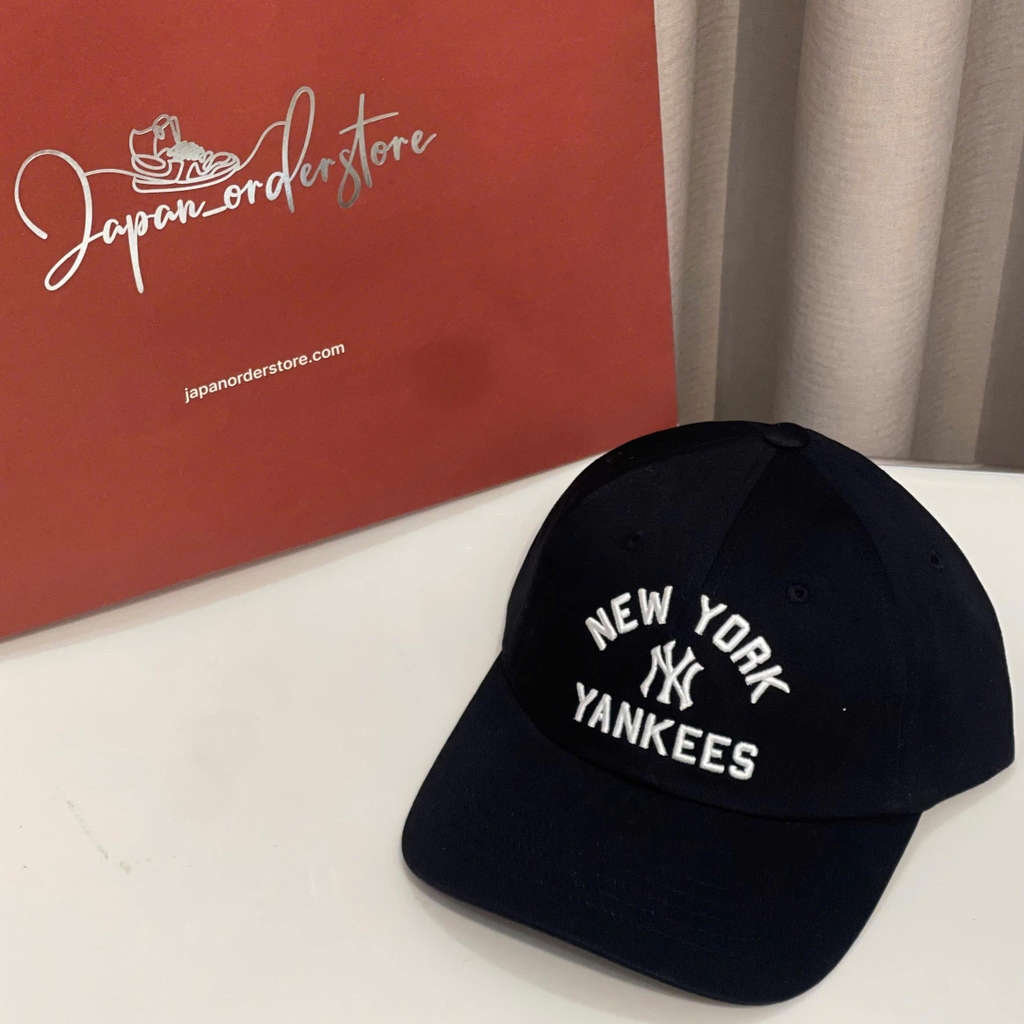 Japan_orderstore
japanorderstore.com
NEW YORK
NY
YANKEES